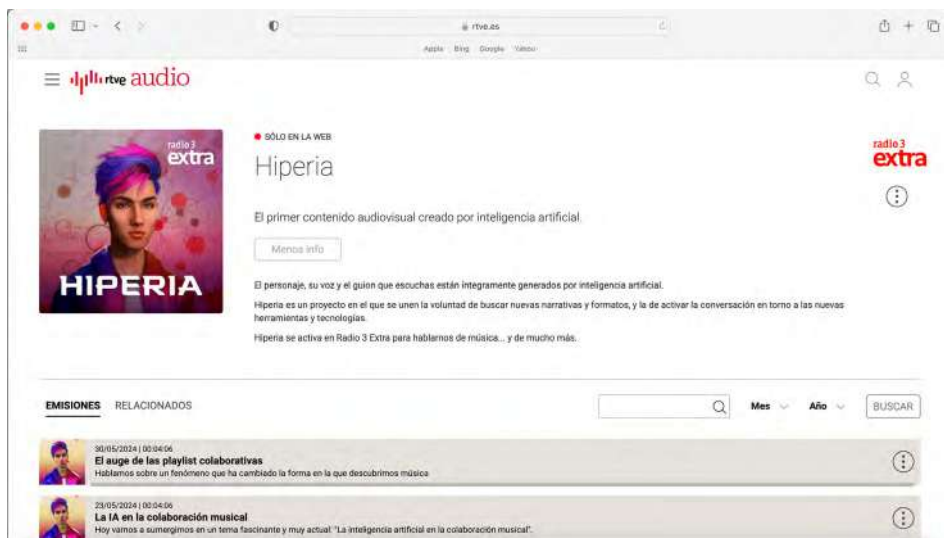 rtve.es
Apple Bing Google Yahoo
rtve audio
radio 3
extra
HIPERIA
SÓLO EN LA WEB
Hiperia
El primer contenido audiovisual creado por inteligencia artificial.
Menos info
El personaje, su voz y el guion que escuchas están íntegramente generados por inteligencia artificial.
Hiperia es un proyecto en el que se unen la voluntad de buscar nuevas narrativas y formatos, y la de activar la conversación en torno a las nuevas
herramientas y tecnologías.
Hiperia se activa en Radio 3 Extra para hablarnos de música... y de mucho más.
radio 3
extra
EMISIONES RELACIONADOS
Mes Año BUSCAR
30/05/2024 | 00:04:06
El auge de las playlist colaborativas
Hablamos sobre un fenómeno que ha cambiado la forma en la que descubrimos música
23/05/2024 | 00:04:06
La IA en la colaboración musical
Hoy vamos a sumergirnos en un tema fascinante y muy actual: "La inteligencia artificial en la colaboración musical".